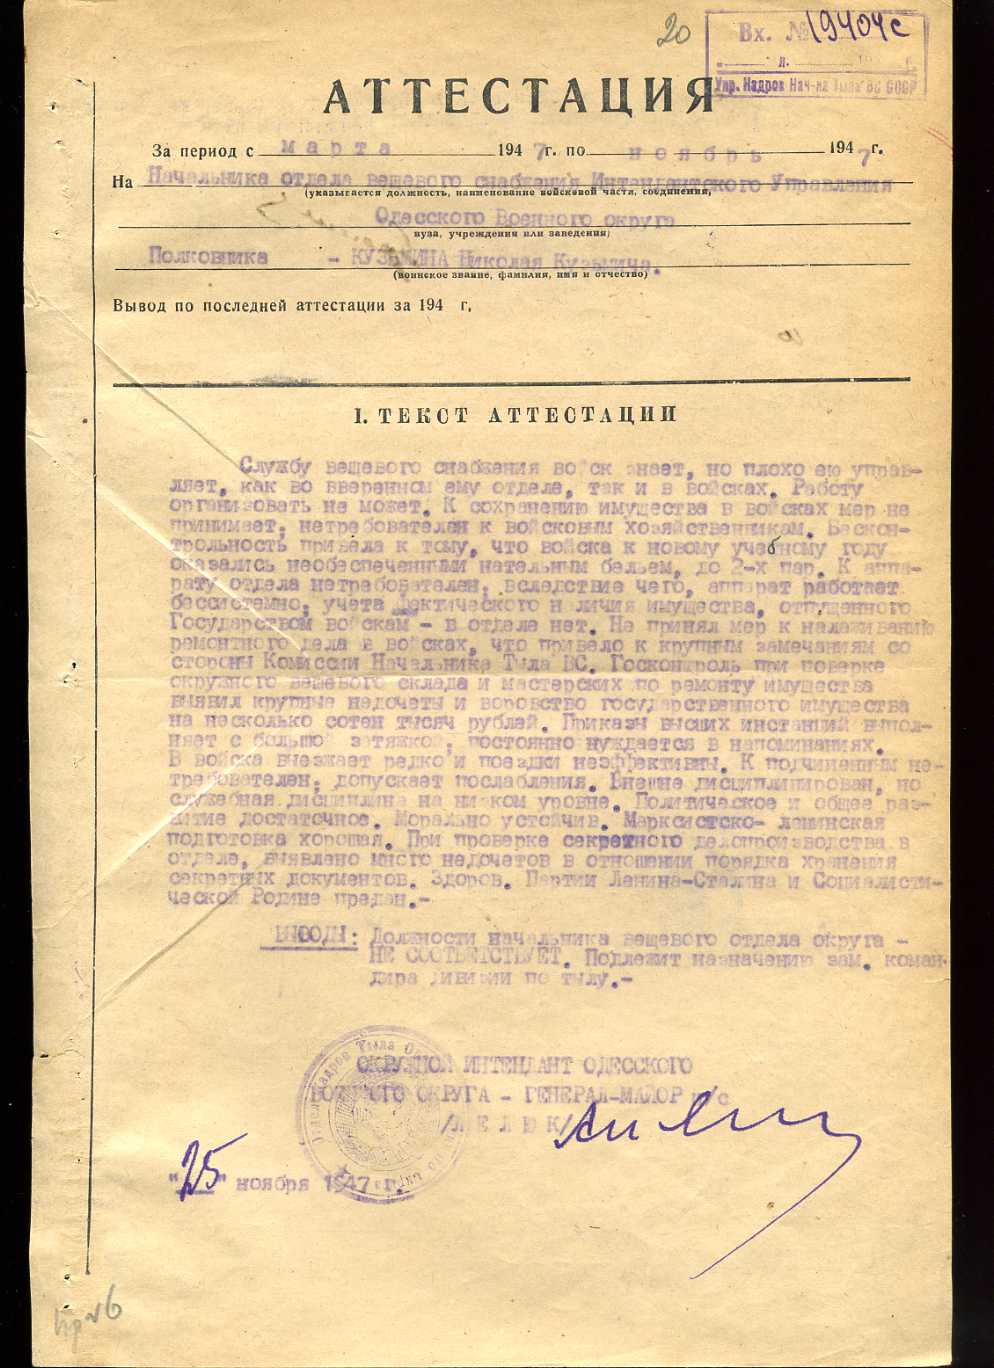 20
Вх. № 19404с
Упр. Кадров Нач-ка Тыла ВС СССР
АТТЕСТАЦИЯ
За период с марта 1947 г. по ноябрь 1947 г.
На Начальника отдела вещевого снабжения Интендантского Управления
(указывается должность, наименование войсковой части, соединения,
Одесского Военного округа
вуза, учреждения или заведения)
Полковника - КУЗЬМИНА Николая Кузьмича.
(воинское звание, фамилия, имя и отчество)
Вывод по последней аттестации за 194 г.
I. ТЕКСТ АТТЕСТАЦИИ
Службу вещевого снабжения войск знает, но плохо ею управ-
ляет, как во вверенном ему отделе, так и в войсках. Работу
организовать не может. К сохранению имущества в войсках мер не
принимает; нетребователен к войсковым хозяйственникам. Бескон-
трольность привела к тому, что войска к новому учебному году
оказались необеспеченными нательным бельем, до 2-х пар. К аппа-
рату отдела нетребователен; вследствие чего, аппарат работает
бессистемно; учета фактического наличия имущества, отпущенного
Государством войскам - в отделе нет. Не принял мер к налаживанию
ремонтного дела в войсках, что привело к крупным замечаниям со
стороны Комиссии Начальника Тыла ВС. Госконтроль при поверке
окружного вещевого склада и мастерских по ремонту имущества
выявил крупные недочеты и воровство государственного имущества
на несколько сотен тысяч рублей. Приказы высших инстанций выпол-
няет с большой затяжкой; постоянно нуждается в напоминаниях.
В войска выезжает редко и поездки неэффективны. К подчиненным не-
требователен; допускает послабления. Внешне дисциплинирован, но
служебная дисциплина на низком уровне. Политическое и общее раз-
витие достаточное. Морально устойчив. Марксистско- ленинская
подготовка хорошая. При проверке секретного делопроизводства в
отделе, выявлено много недочетов в отношении порядка хранения
секретных документов. Здоров. Партии Ленина-Сталина и Социалисти-
ческой Родине предан.-
ВЫВОДЫ: Должности начальника вещевого отдела округа -
НЕ СООТВЕТСТВУЕТ. Подлежит назначению зам. коман-
дира дивизии по тылу.-
ОКРУЖНОЙ ИНТЕНДАНТ ОДЕССКОГО
ВОЕННОГО ОКРУГА - ГЕНЕРАЛ-МАЙОР и/с
/М Е Л Ю К/
"25" ноября 1947 г.